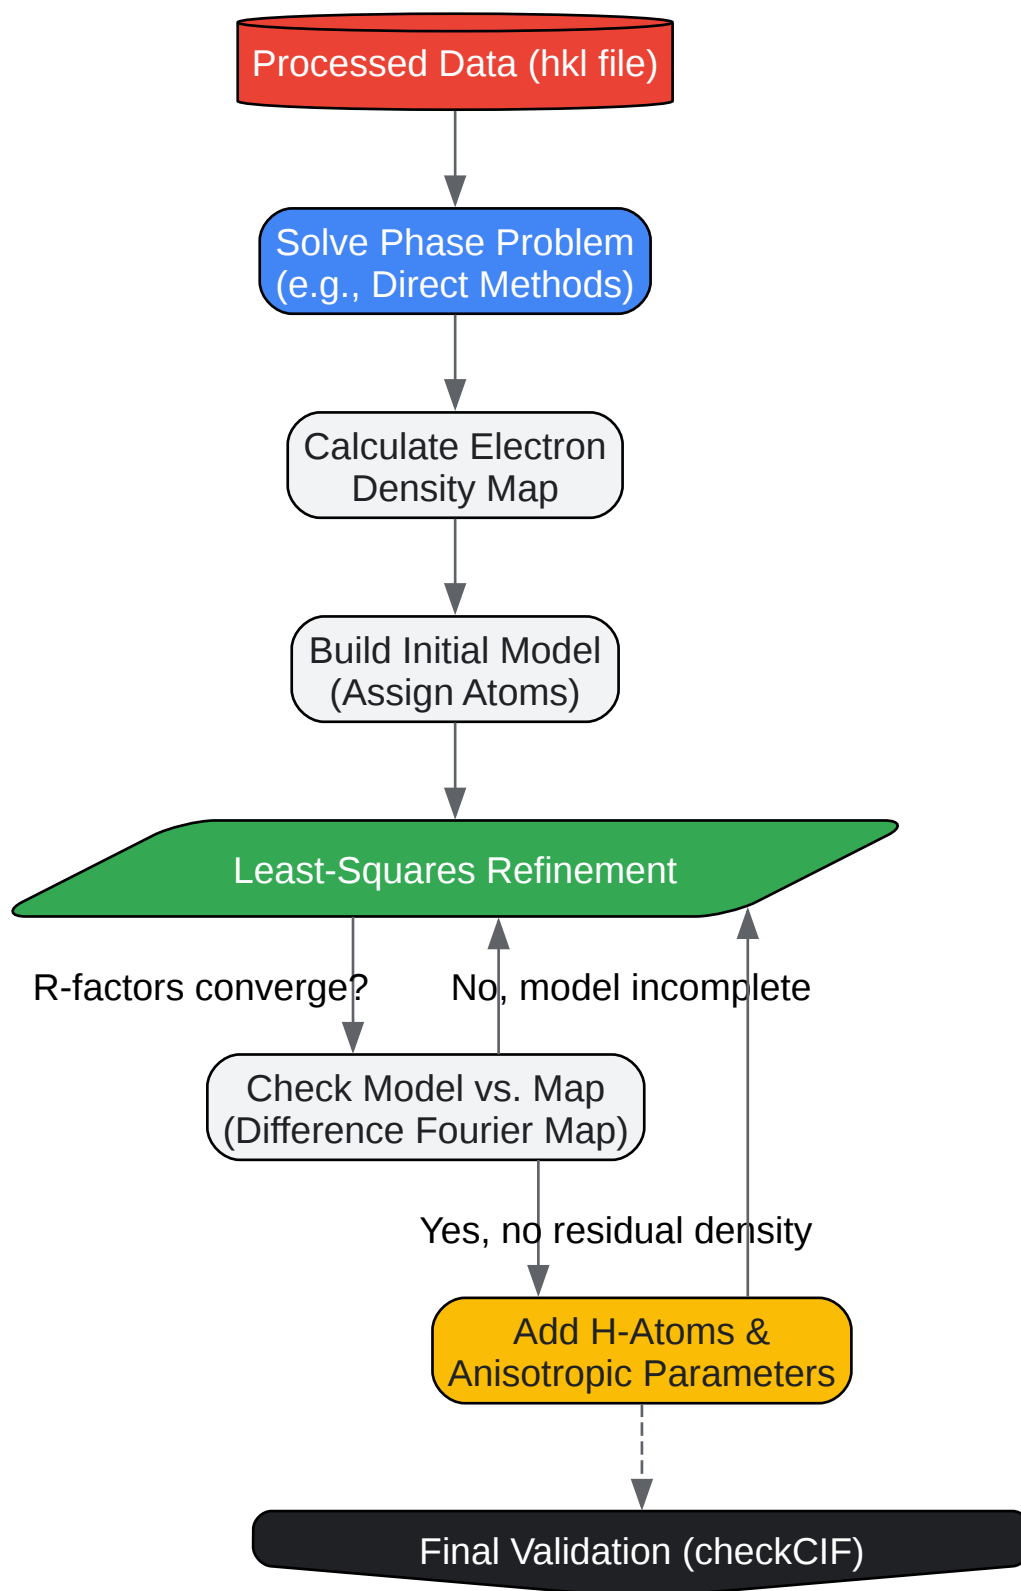 Processed Data (hkl file)
Solve Phase Problem
(e.g., Direct Methods)
Calculate Electron
Density Map
Build Initial Model
(Assign Atoms)
Least-Squares Refinement
R-factors converge?
No, model incomplete
Check Model vs. Map
(Difference Fourier Map)
Yes, no residual density
Add H-Atoms &
Anisotropic Parameters
Final Validation (checkCIF)